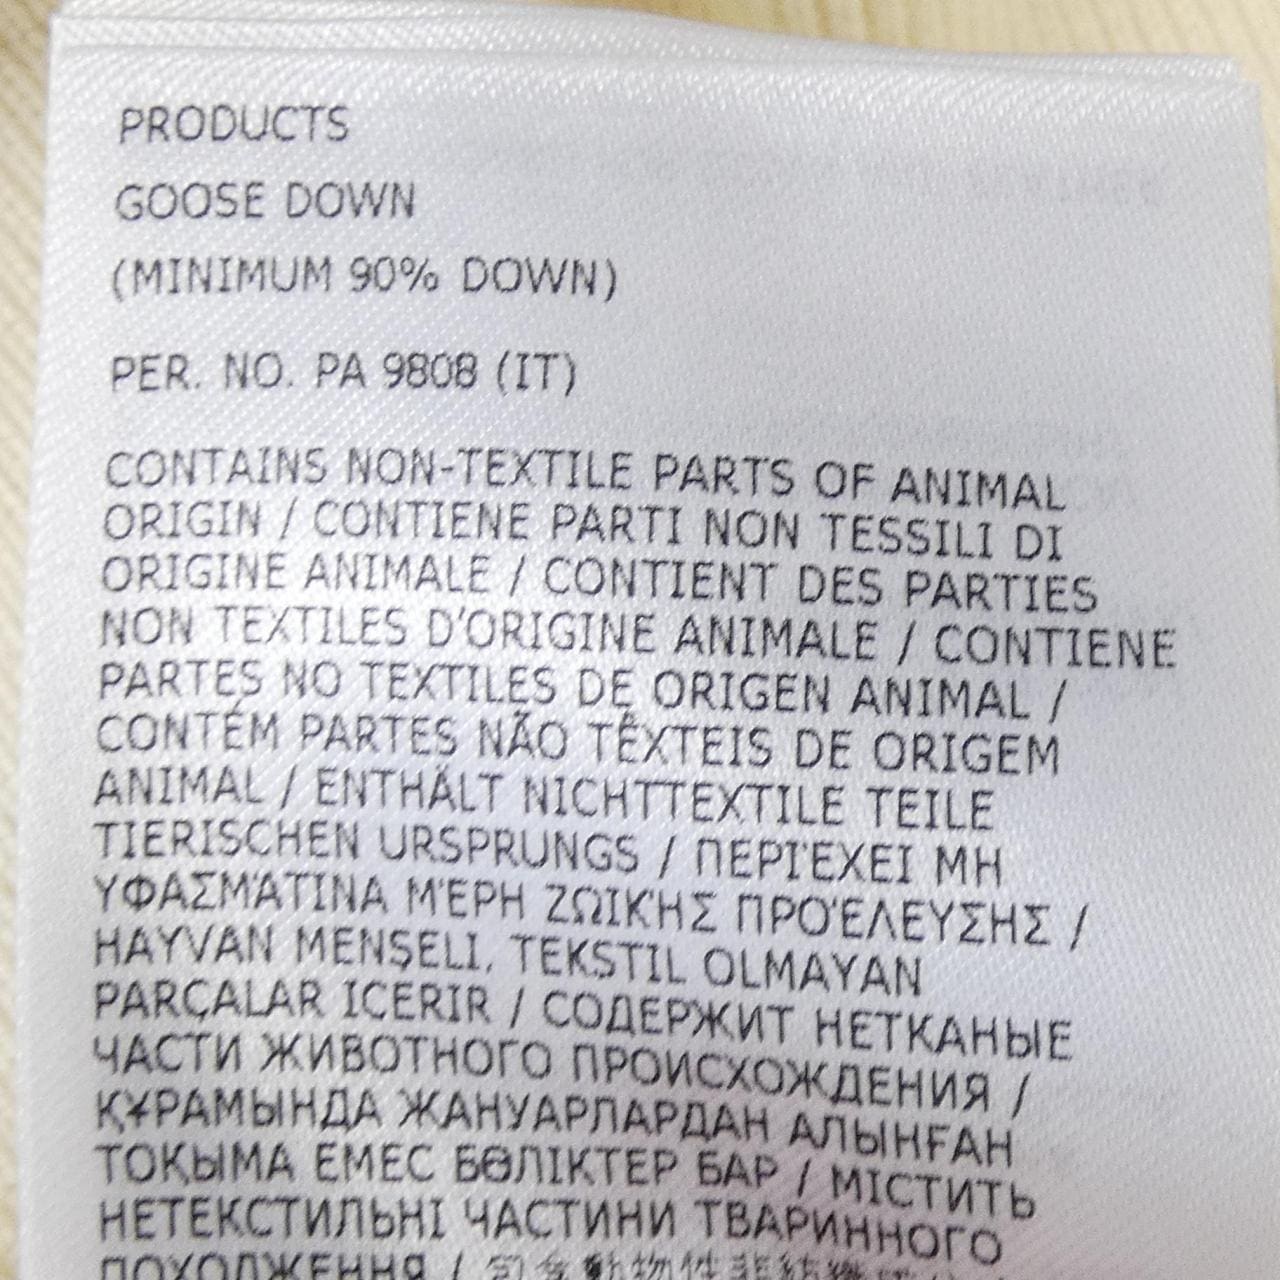 PRODUCTS
GOOSE DOWN
(MINIMUM 90% DOWN)
PER. NO. PA 9808 (IT)
CONTAINS NON-TEXTILE PARTS OF ANIMAL
ORIGIN / CONTIENE PARTI NON TESSILI DI
ORIGINE ANIMALE / CONTIENT DES PARTIES
NON TEXTILES D'ORIGINE ANIMALE / CONTIENE
PARTES NO TEXTILES DE ORIGEN ANIMAL /
CONTÉM PARTES NÃO TÊXTEIS DE ORIGEM
ANIMAL / ENTHÄLT NICHTTEXTILE TEILE
TIERISCHEN URSPRUNGS / ΠΕΡΙΈΧΕΙ ΜΗ
ΥΦΑΣΜΆΤΙΝΑ ΜΈΡΗ ΖΩΙΚΉΣ ΠΡΟΈΛΕΥΣΗΣ /
HAYVAN MENŞELI, TEKSTIL OLMAYAN
PARÇALAR ICERIR / СОДЕРЖИТ НЕТКАНЫЕ
ЧАСТИ ЖИВОТНОГО ПРОИСХОЖДЕНИЯ /
ҚҰРАМЫНДА ЖАНУАРЛАРДАН АЛЫНҒАН
ТОҚЫМА ЕМЕС БӨЛІКТЕР БАР / МІСТИТЬ
НЕТЕКСТИЛЬНІ ЧАСТИНИ ТВАРИННОГО
ПОХОДЖЕННЯ /